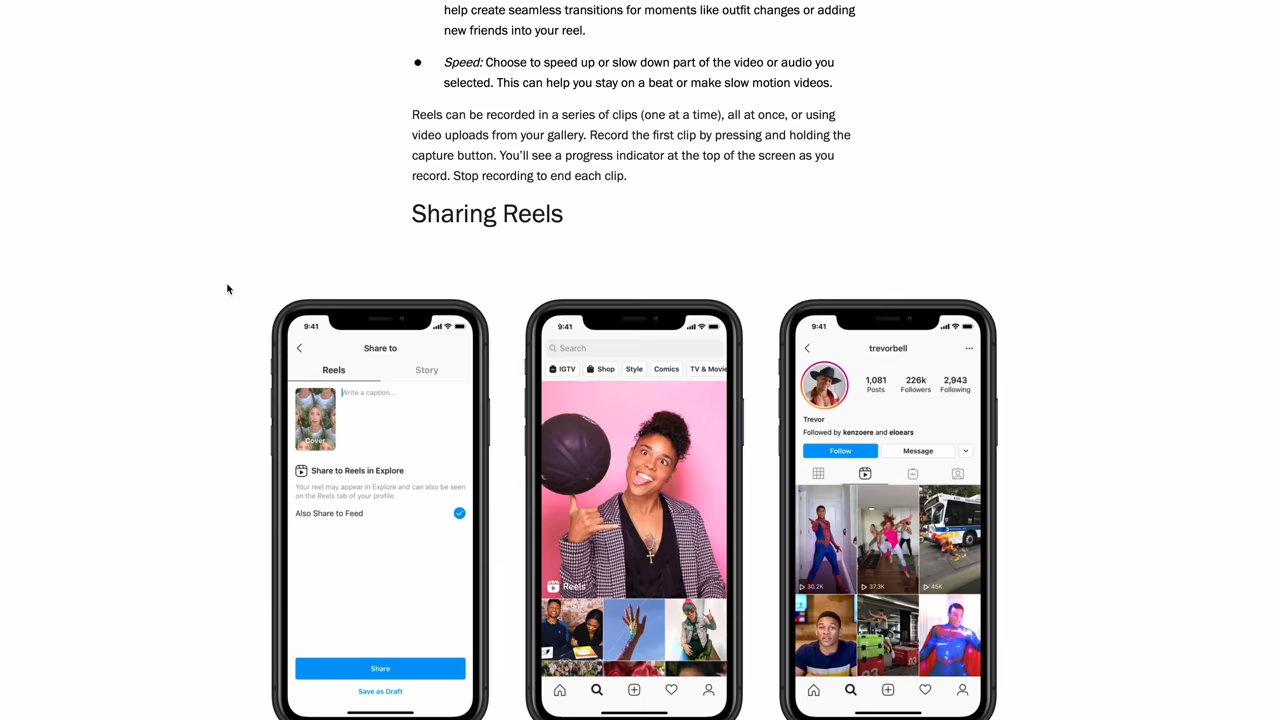 help create seamless transitions for moments like outfit changes or adding
new friends into your reel.
● Speed: Choose to speed up or slow down part of the video or audio you
selected. This can help you stay on a beat or make slow motion videos.
Reels can be recorded in a series of clips (one at a time), all at once, or using
video uploads from your gallery. Record the first clip by pressing and holding the
capture button. You’ll see a progress indicator at the top of the screen as you
record. Stop recording to end each clip.
Sharing Reels
9:41
Share to
Reels Story
Write a caption...
Cover
Share to Reels in Explore
Your reel may appear in Explore and can also be seen
on the Reels tab of your profile.
Also Share to Feed
Share
Save as Draft
9:41
Search
IGTV Shop Style Comics TV & Movie
Reels
9:41
trevorbell
1,081 226k 2,943
Posts Followers Following
Trevor
Followed by kenzoere and eloears
Follow Message
30.2K 37.3K 45K